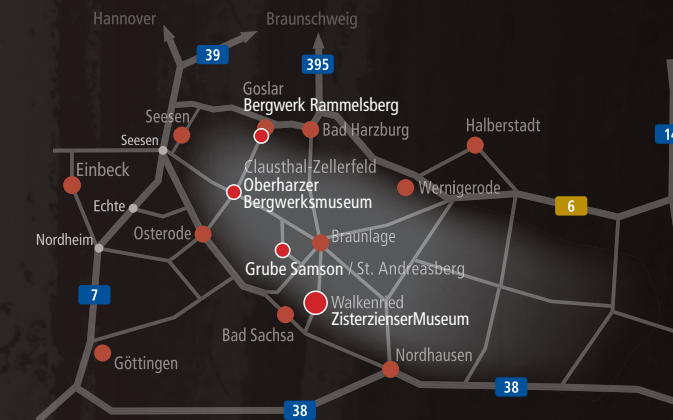 Hannover
Braunschweig
39
395
Goslar
Bergwerk Rammelsberg
Seesen
Bad Harzburg
Halberstadt
14
Seesen
Clausthal-Zellerfeld
Einbeck
Oberharzer
Bergwerksmuseum
Wernigerode
Echte
6
Osterode
Braunlage
Nordheim
Grube Samson / St. Andreasberg
7
Walkenried
ZisterzienserMuseum
Bad Sachsa
Göttingen
Nordhausen
38
38